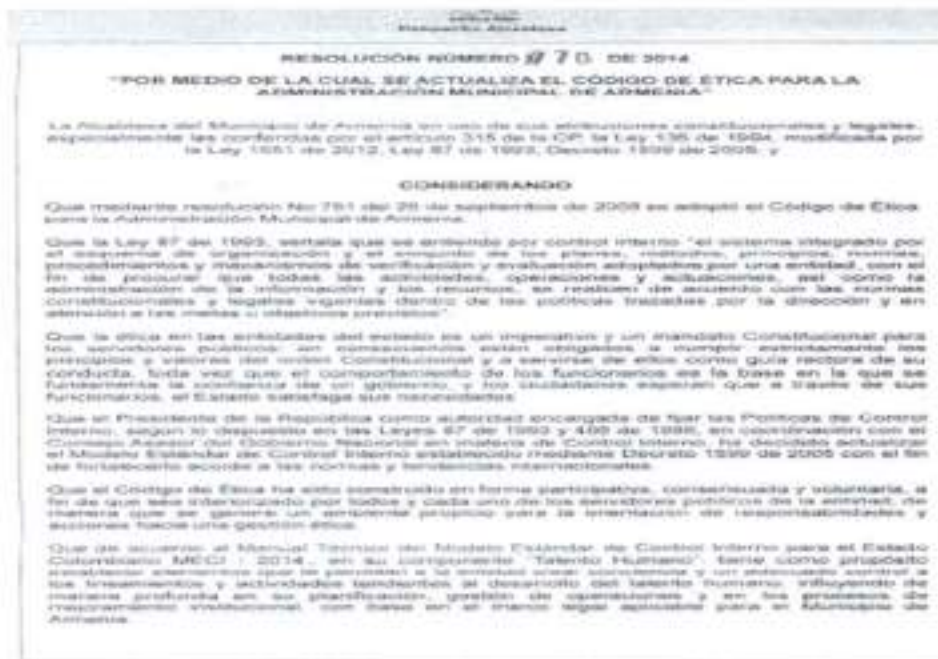 RESOLUCIÓN NÚMERO DE 2014
"POR MEDIO DE LA CUAL SE ACTUALIZA EL CÓDIGO DE ÉTICA PARA LA
ADMINISTRACIÓN MUNICIPAL DE ARMENIA"
La Alcaldesa del Municipio de Armenia en uso de sus atribuciones constitucionales y legales,
especialmente las conferidas por el artículo 315 de la CP, la Ley 136 de 1994, modificada por
la Ley 1551 de 2012, Ley 87 de 1993, Decreto 1599 de 2005, y
CONSIDERANDO
Que mediante resolución No 751 del de septiembre de adoptó el Código de Ética
para la Administración Municipal de Armenia.
Que la Ley 87 de 1993, señala que se entiende por control interno "el sistema integrado por
el esquema de organización y el conjunto de los planes, métodos, principios, normas,
procedimientos y mecanismos de verificación y evaluación adoptados por una entidad, con el
fin de procurar que todas las actividades, operaciones y actuaciones, así como la
administración de la información y los recursos, se realicen de acuerdo con las normas
constitucionales y legales vigentes dentro de las políticas trazadas por la dirección y en
atención a las metas u objetivos previstos".
Que la ética en las entidades del estado es un imperativo y un mandato Constitucional para
los servidores públicos, en consecuencia están obligados a cumplir estrictamente los
principios y valores del orden Constitucional y a servirse de ellos como guía rectora de su
conducta, toda vez que el comportamiento de los funcionarios es la base en la que se
fundamenta la confianza de un gobierno, y los ciudadanos esperan que a través de sus
funcionarios, el Estado satisfaga sus necesidades.
Que el Presidente de la República como autoridad encargada de fijar las Políticas de Control
Interno, según lo dispuesto en las Leyes 87 de 1993 y 489 de 1998, en coordinación con el
Consejo Asesor del Gobierno Nacional en materia de Control Interno, ha decidido actualizar
el Modelo Estándar de Control Interno establecido mediante Decreto 1599 de 2005 con el fin
de fortalecerlo acorde a las normas y tendencias internacionales.
Que el Código de Ética ha sido construido en forma participativa, consensuada y voluntaria, a
fin de que sea interiorizado por todos y cada uno de los servidores públicos de la entidad, de
manera que se genere un ambiente propicio para la orientación de responsabilidades y
acciones hacia una gestión ética.
Que de acuerdo al Manual Técnico del Modelo Estándar de Control Interno para el Estado
Colombiano MECI 2014, en su componente "Talento Humano", tiene como propósito
establecer elementos que le permitan a la entidad y un adecuado control a
los lineamientos y actividades tendientes al desarrollo del talento humano, influyendo de
manera profunda en su planificación, gestión de operaciones y en los procesos de
mejoramiento institucional, con base en el marco legal aplicable para el Municipio de
Armenia.